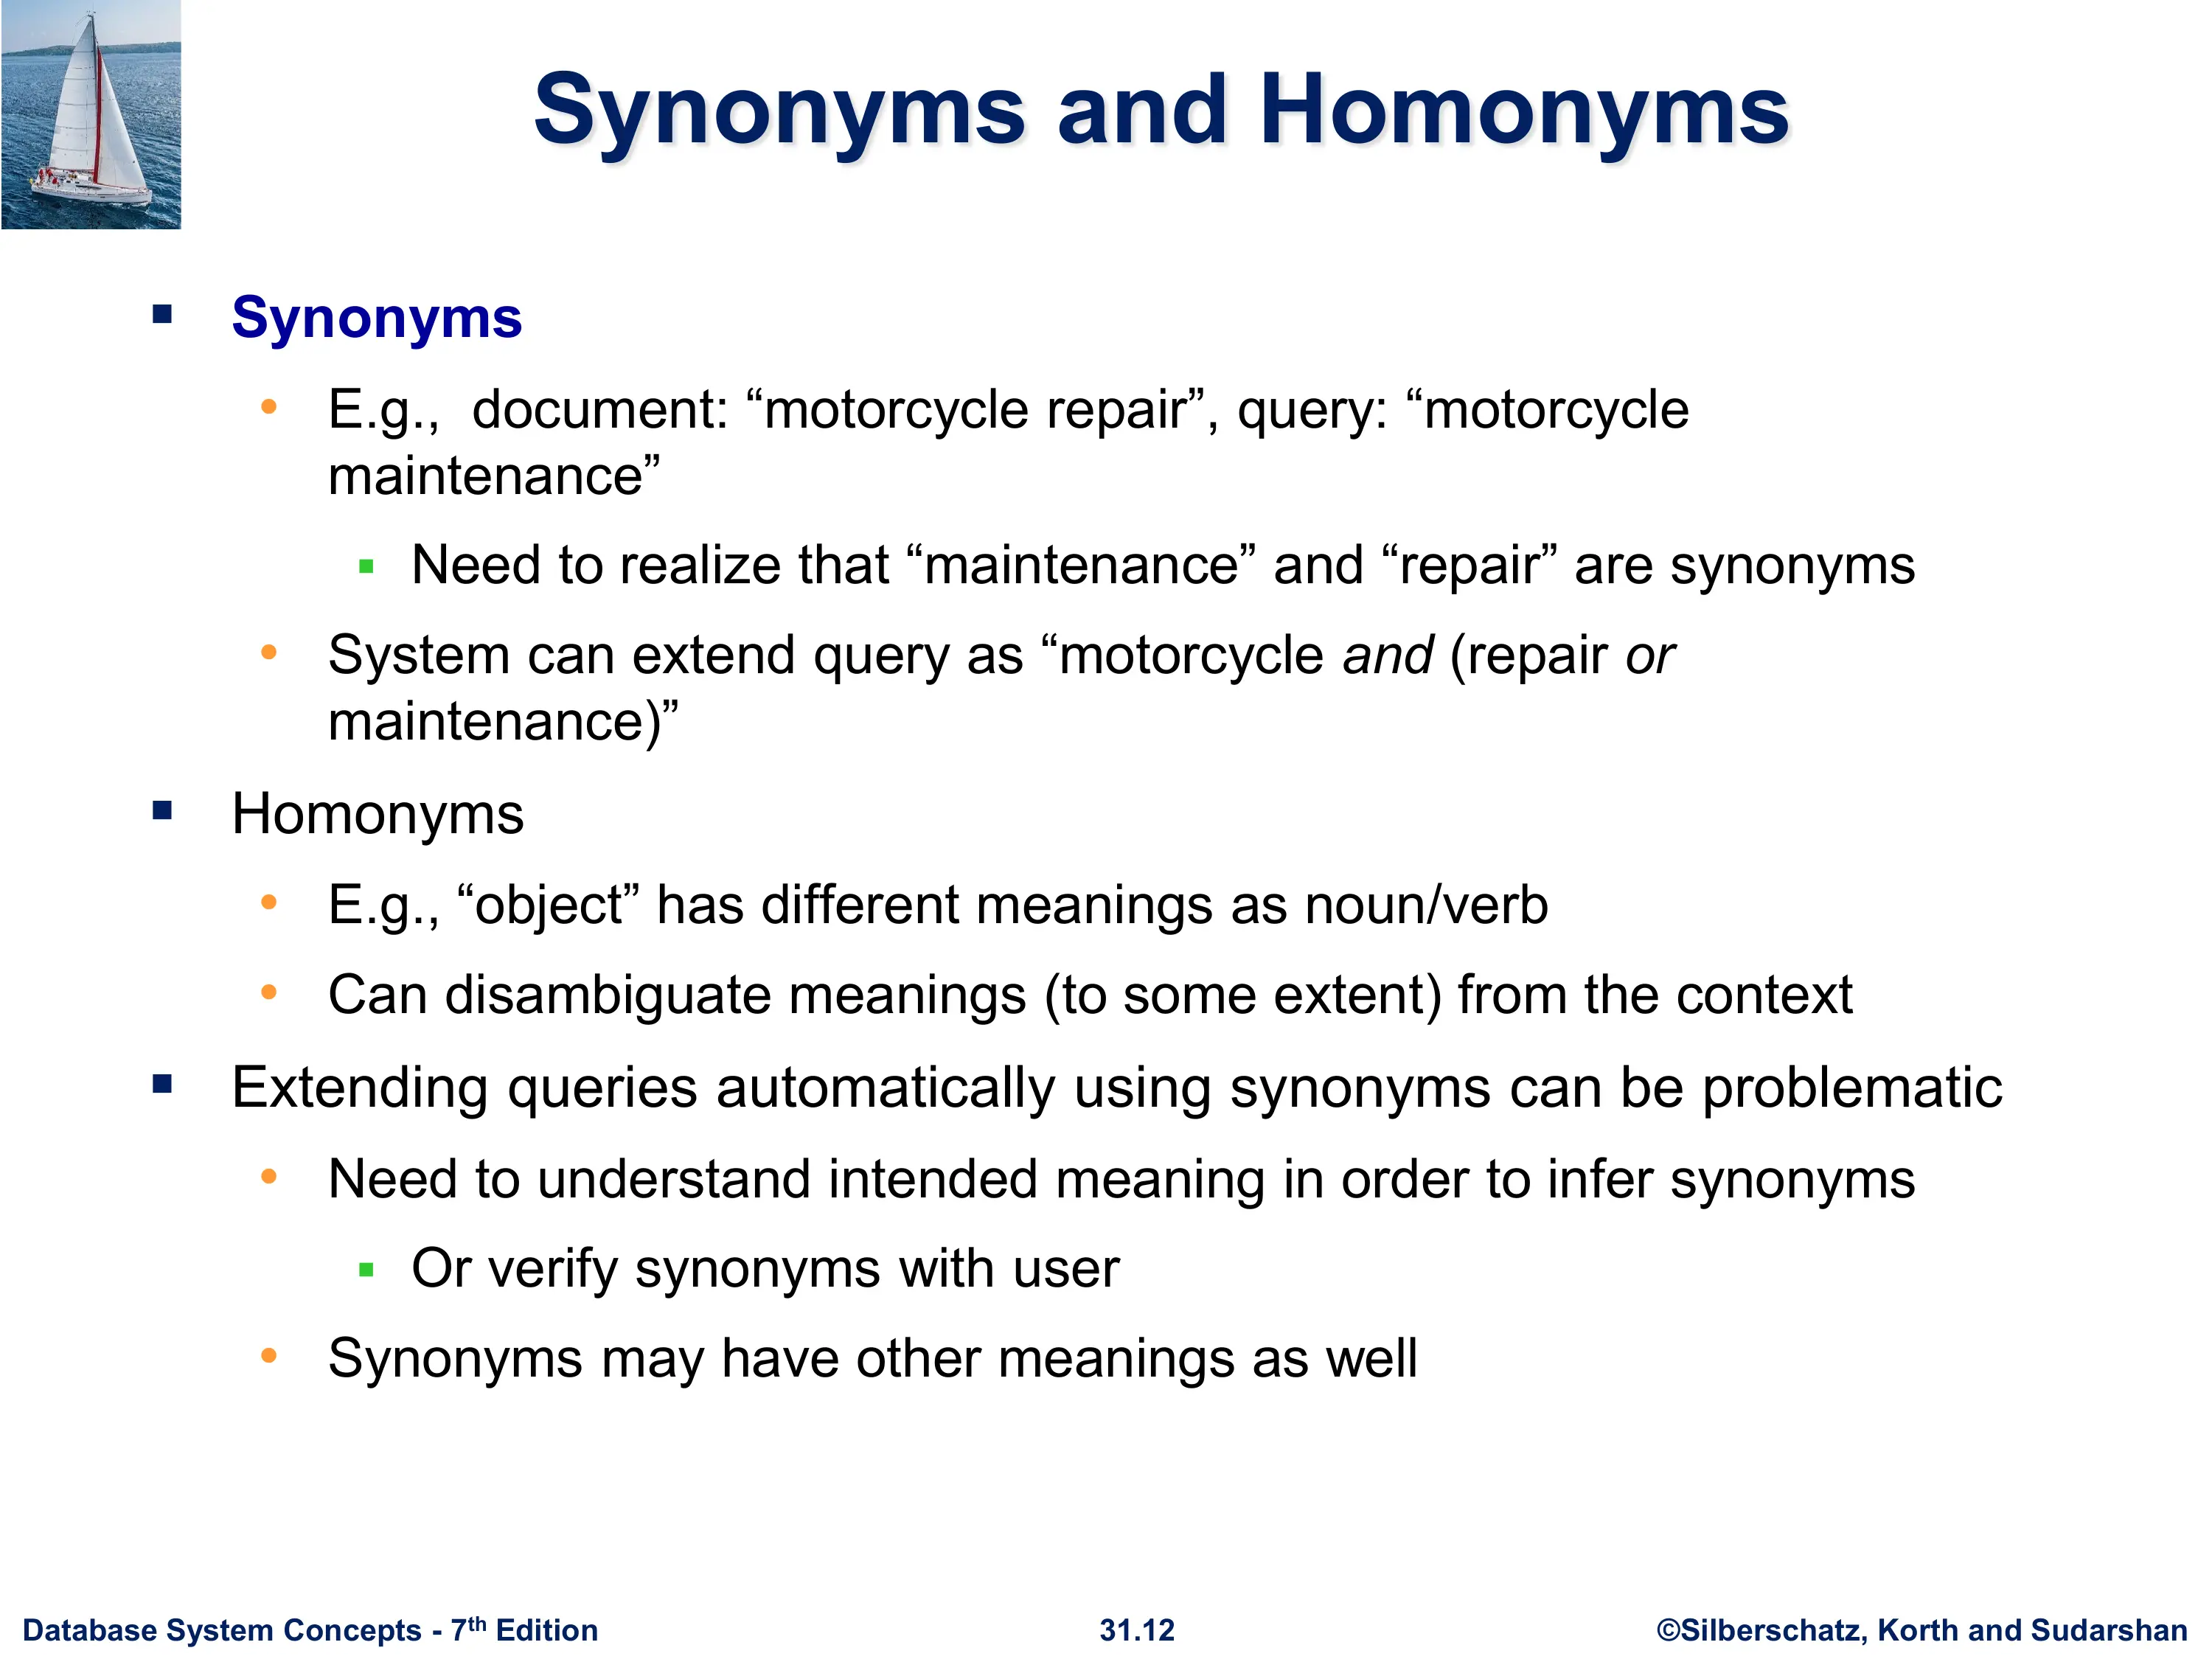 Synonyms and Homonyms
▪ Synonyms
• E.g.,  document: “motorcycle repair”, query: “motorcycle
maintenance”
▪ Need to realize that “maintenance” and “repair” are synonyms
• System can extend query as “motorcycle and (repair or
maintenance)”
▪ Homonyms
• E.g., “object” has different meanings as noun/verb
• Can disambiguate meanings (to some extent) from the context
▪ Extending queries automatically using synonyms can be problematic
• Need to understand intended meaning in order to infer synonyms
▪ Or verify synonyms with user
• Synonyms may have other meanings as well
Database System Concepts - 7th Edition 31.12 ©Silberschatz, Korth and Sudarshan